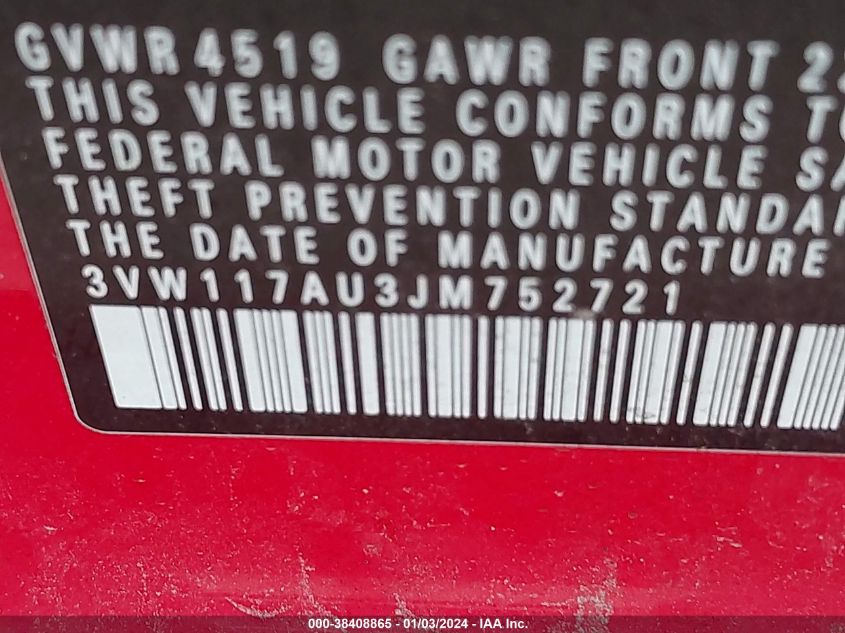 GVWR 4519 GAWR FRONT
THIS VEHICLE CONFORMS
FEDERAL MOTOR VEHICLE
THEFT PREVENTION
THE DATE OF MANUFACTURE
3VW117AU3JM752721
000-38408865 - 01/03/2024 - IAA Inc.